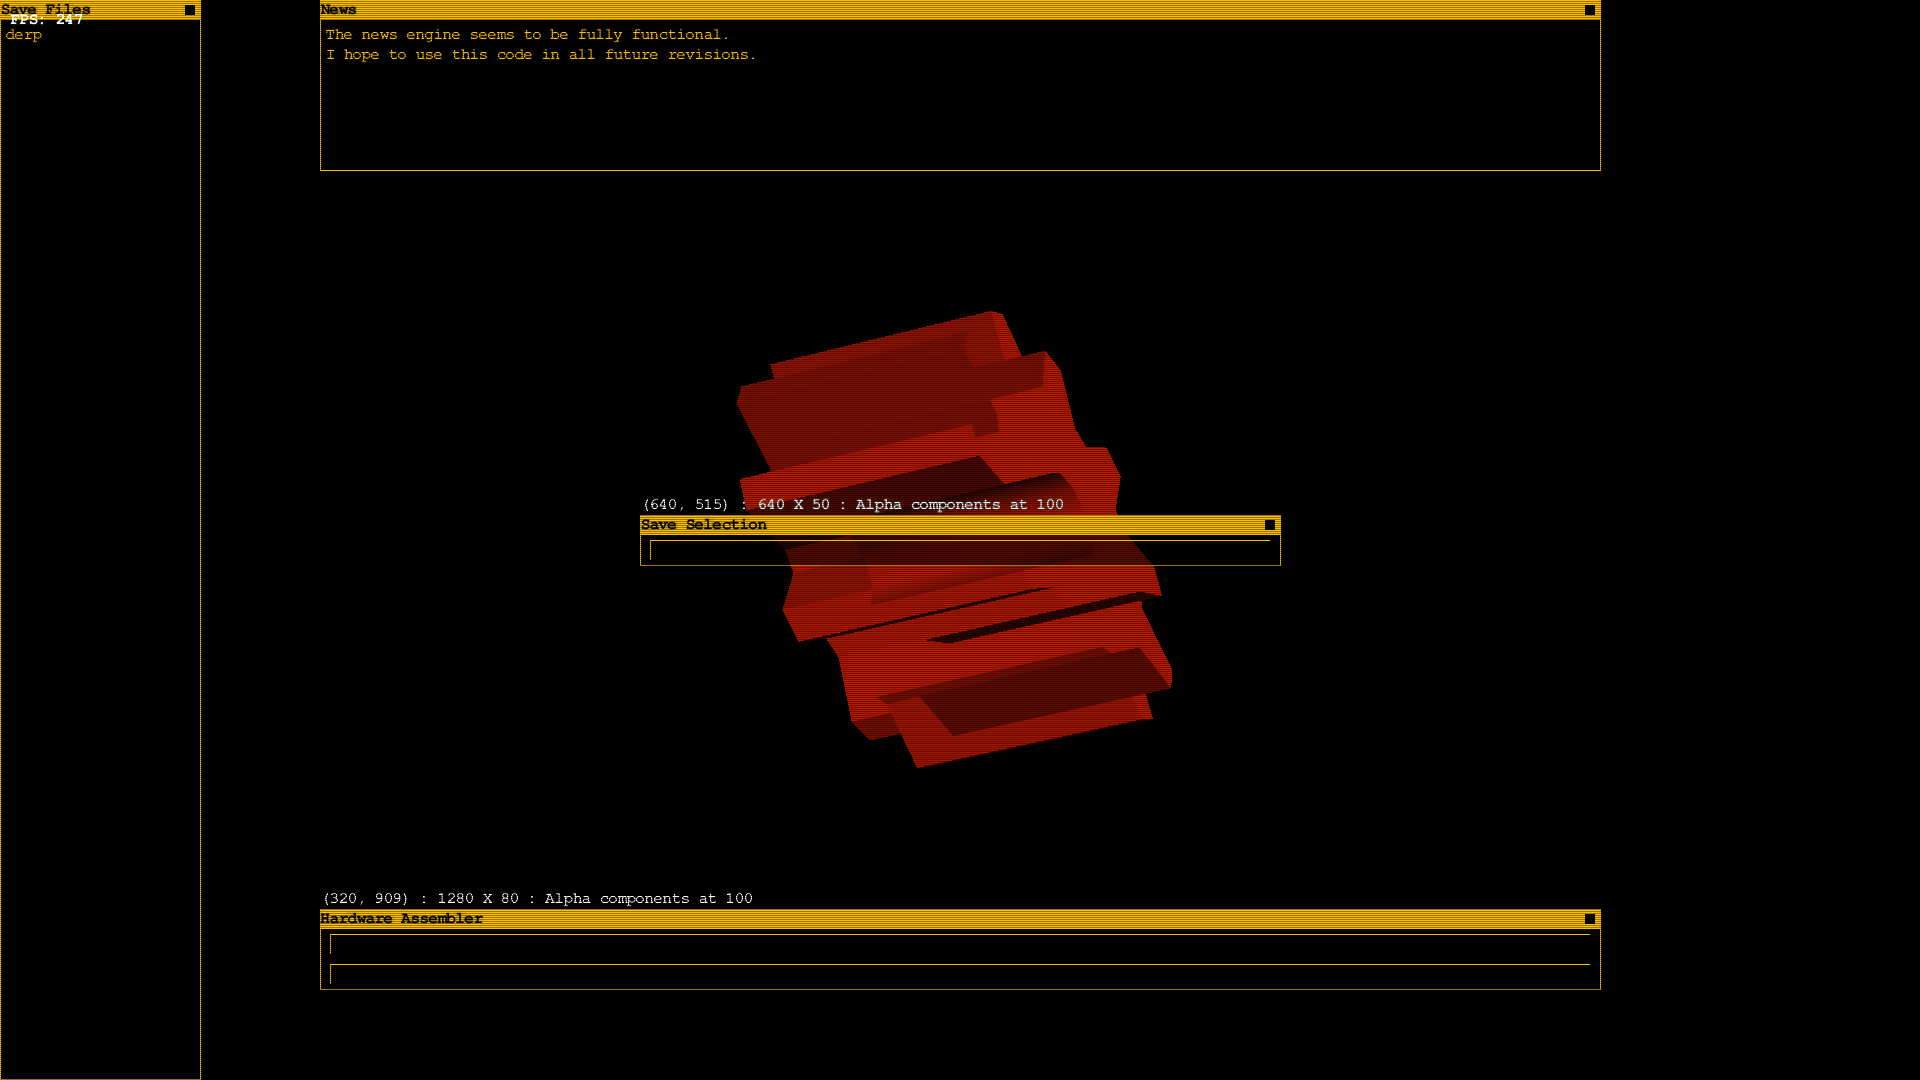 Save Files
FPS: 247
derp
News
The news engine seems to be fully functional.
I hope to use this code in all future revisions.
(640, 515) : 640 X 50 : Alpha components at 100
Save Selection
(320, 909) : 1280 X 80 : Alpha components at 100
Hardware Assembler